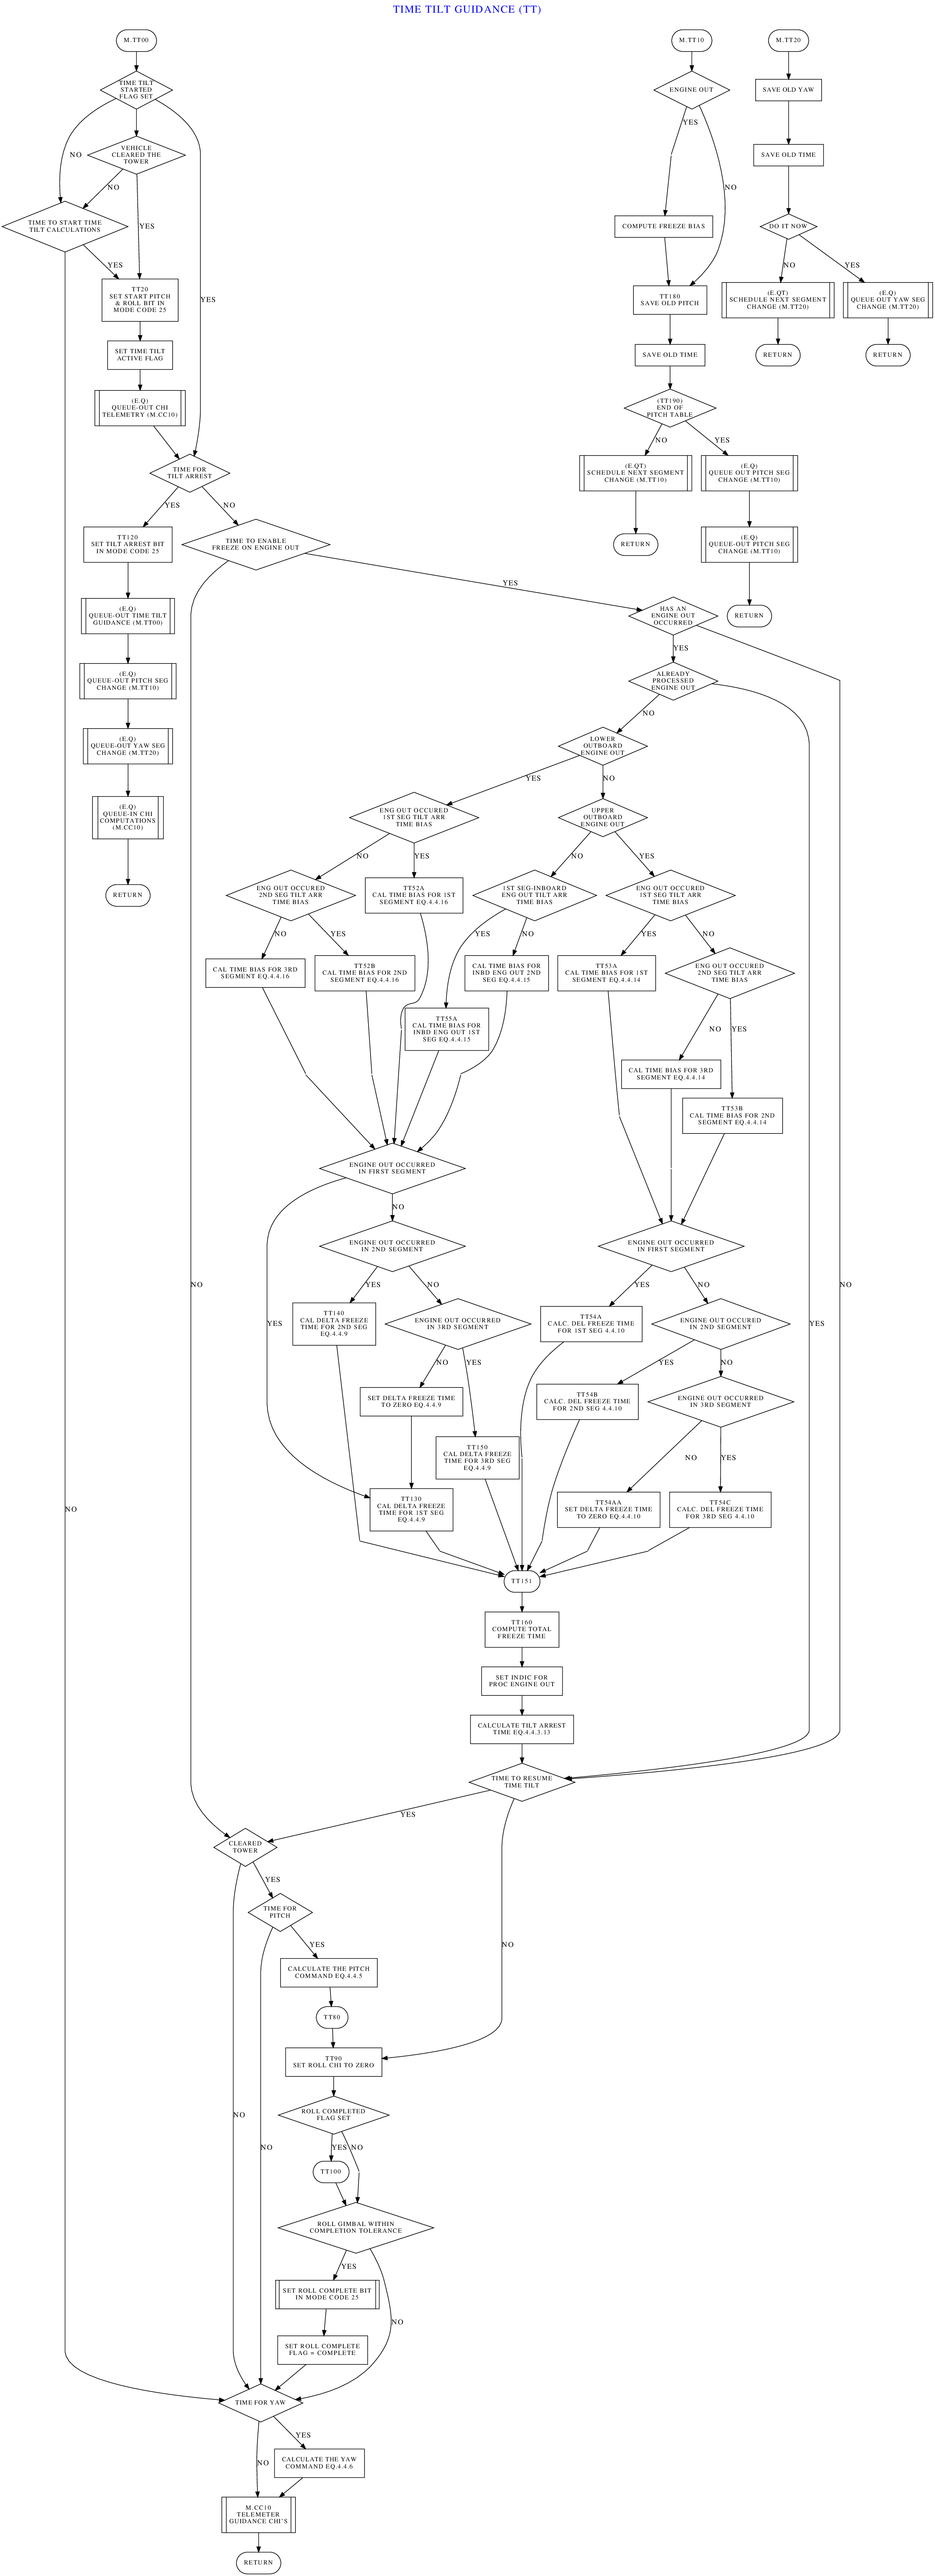 TIME TILT GUIDANCE (TT)
M.TT00
M.TT10
M.TT20
TIME TILT
STARTED
FLAG SET
ENGINE OUT
SAVE OLD YAW
YES
NO
VEHICLE
CLEARED THE
TOWER
SAVE OLD TIME
NO
YES
NO
TIME TO START TIME
TILT CALCULATIONS
COMPUTE FREEZE BIAS
DO IT NOW
YES
NO
YES
YES
TT20
SET START PITCH
& ROLL BIT IN
MODE CODE 25
TT180
SAVE OLD PITCH
(E.QT)
SCHEDULE NEXT SEGMENT
CHANGE (M.TT20)
(E.Q)
QUEUE OUT YAW SEG
CHANGE (M.TT20)
SET TIME TILT
ACTIVE FLAG
SAVE OLD TIME
RETURN
RETURN
(E.Q)
QUEUE-OUT CHI
TELEMETRY (M.CC10)
(TT190)
END OF
PITCH TABLE
NO
YES
TIME FOR
TILT ARREST
(E.QT)
SCHEDULE NEXT SEGMENT
CHANGE (M.TT10)
(E.Q)
QUEUE OUT PITCH SEG
CHANGE (M.TT10)
YES
NO
TT120
SET TILT ARREST BIT
IN MODE CODE 25
TIME TO ENABLE
FREEZE ON ENGINE OUT
RETURN
(E.Q)
QUEUE-OUT PITCH SEG
CHANGE (M.TT10)
YES
(E.Q)
QUEUE-OUT TIME TILT
GUIDANCE (M.TT00)
HAS AN
ENGINE OUT
OCCURRED
RETURN
YES
(E.Q)
QUEUE-OUT PITCH SEG
CHANGE (M.TT10)
ALREADY
PROCESSED
ENGINE OUT
NO
(E.Q)
QUEUE-OUT YAW SEG
CHANGE (M.TT20)
LOWER
OUTBOARD
ENGINE OUT
YES
NO
(E.Q)
QUEUE-IN CHI
COMPUTATIONS
(M.CC10)
ENG OUT OCCURED
1ST SEG TILT ARR
TIME BIAS
UPPER
OUTBOARD
ENGINE OUT
NO
YES
NO
YES
RETURN
ENG OUT OCCURED
2ND SEG TILT ARR
TIME BIAS
TT52A
CAL TIME BIAS FOR 1ST
SEGMENT EQ.4.4.16
1ST SEG-INBOARD
ENG OUT TILT ARR
TIME BIAS
ENG OUT OCCURED
1ST SEG TILT ARR
TIME BIAS
NO
YES
YES
NO
YES
NO
CAL TIME BIAS FOR 3RD
SEGMENT EQ.4.4.16
TT52B
CAL TIME BIAS FOR 2ND
SEGMENT EQ.4.4.16
CAL TIME BIAS FOR
INBD ENG OUT 2ND
SEG EQ.4.4.15
TT53A
CAL TIME BIAS FOR 1ST
SEGMENT EQ.4.4.14
ENG OUT OCCURED
2ND SEG TILT ARR
TIME BIAS
TT55A
CAL TIME BIAS FOR
INBD ENG OUT 1ST
SEG EQ.4.4.15
NO
YES
CAL TIME BIAS FOR 3RD
SEGMENT EQ.4.4.14
TT53B
CAL TIME BIAS FOR 2ND
SEGMENT EQ.4.4.14
ENGINE OUT OCCURRED
IN FIRST SEGMENT
NO
ENGINE OUT OCCURRED
IN 2ND SEGMENT
ENGINE OUT OCCURRED
IN FIRST SEGMENT
NO
YES
NO
YES
NO
NO
TT140
CAL DELTA FREEZE
TIME FOR 2ND SEG
EQ.4.4.9
ENGINE OUT OCCURRED
IN 3RD SEGMENT
TT54A
CALC. DEL FREEZE TIME
FOR 1ST SEG 4.4.10
ENGINE OUT OCCURED
IN 2ND SEGMENT
YES
YES
NO
YES
YES
NO
SET DELTA FREEZE TIME
TO ZERO EQ.4.4.9
TT54B
CALC. DEL FREEZE TIME
FOR 2ND SEG 4.4.10
ENGINE OUT OCCURRED
IN 3RD SEGMENT
TT150
CAL DELTA FREEZE
TIME FOR 3RD SEG
EQ.4.4.9
NO
YES
NO
TT130
CAL DELTA FREEZE
TIME FOR 1ST SEG
EQ.4.4.9
TT54AA
SET DELTA FREEZE TIME
TO ZERO EQ.4.4.10
TT54C
CALC. DEL FREEZE TIME
FOR 3RD SEG 4.4.10
TT151
TT160
COMPUTE TOTAL
FREEZE TIME
SET INDIC FOR
PROC ENGINE OUT
CALCULATE TILT ARREST
TIME EQ.4.4.3.13
TIME TO RESUME
TIME TILT
YES
CLEARED
TOWER
YES
TIME FOR
PITCH
YES
NO
CALCULATE THE PITCH
COMMAND EQ.4.4.5
TT80
TT90
SET ROLL CHI TO ZERO
ROLL COMPLETED
FLAG SET
NO
NO
YES
NO
TT100
ROLL GIMBAL WITHIN
COMPLETION TOLERANCE
YES
SET ROLL COMPLETE BIT
IN MODE CODE 25
NO
SET ROLL COMPLETE
FLAG = COMPLETE
TIME FOR YAW
YES
NO
CALCULATE THE YAW
COMMAND EQ.4.4.6
M.CC10
TELEMETER
GUIDANCE CHI'S
RETURN